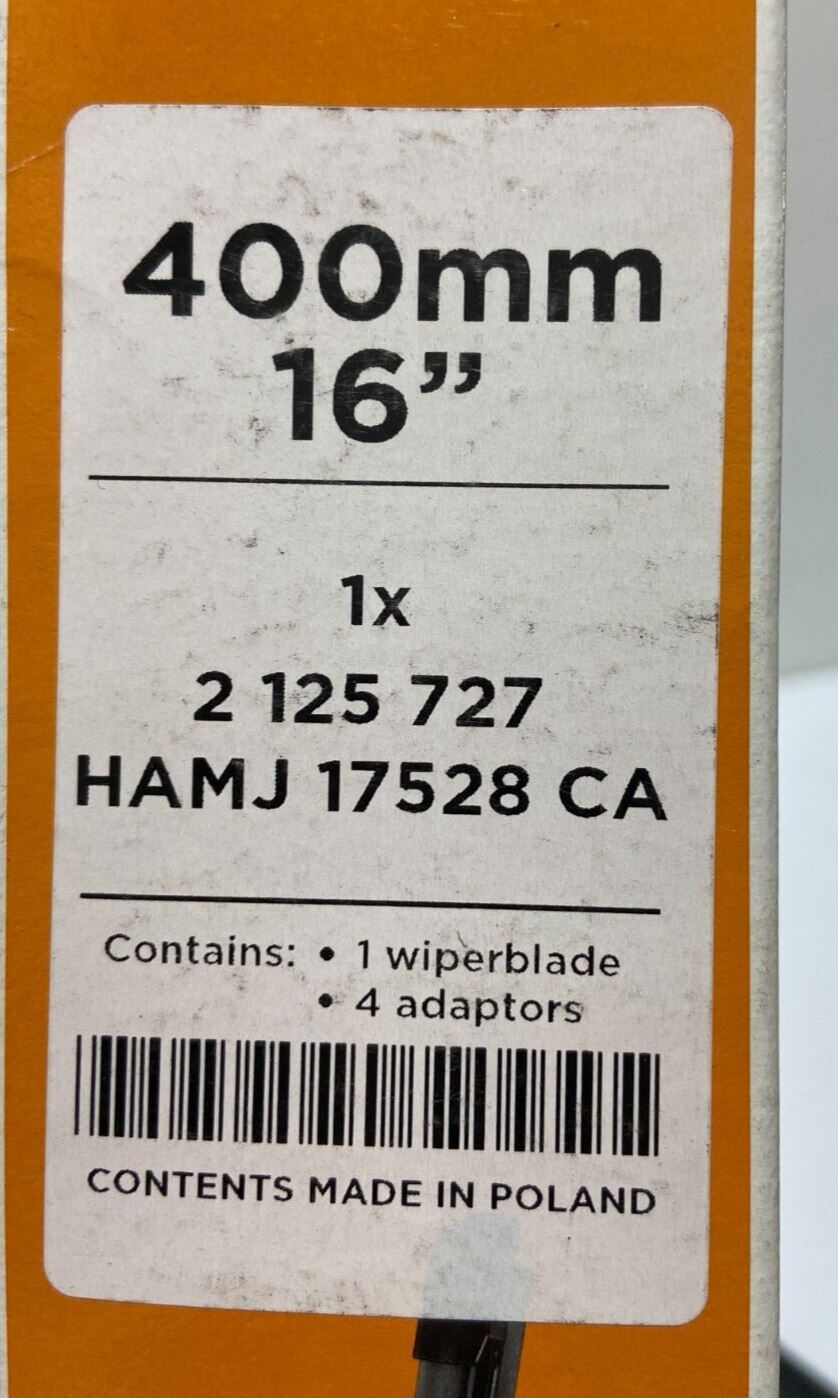 400mm
16”
1x
2 125 727
HAMJ 17528 CA
Contains: • 1 wiperblade
• 4 adaptors
CONTENTS MADE IN POLAND